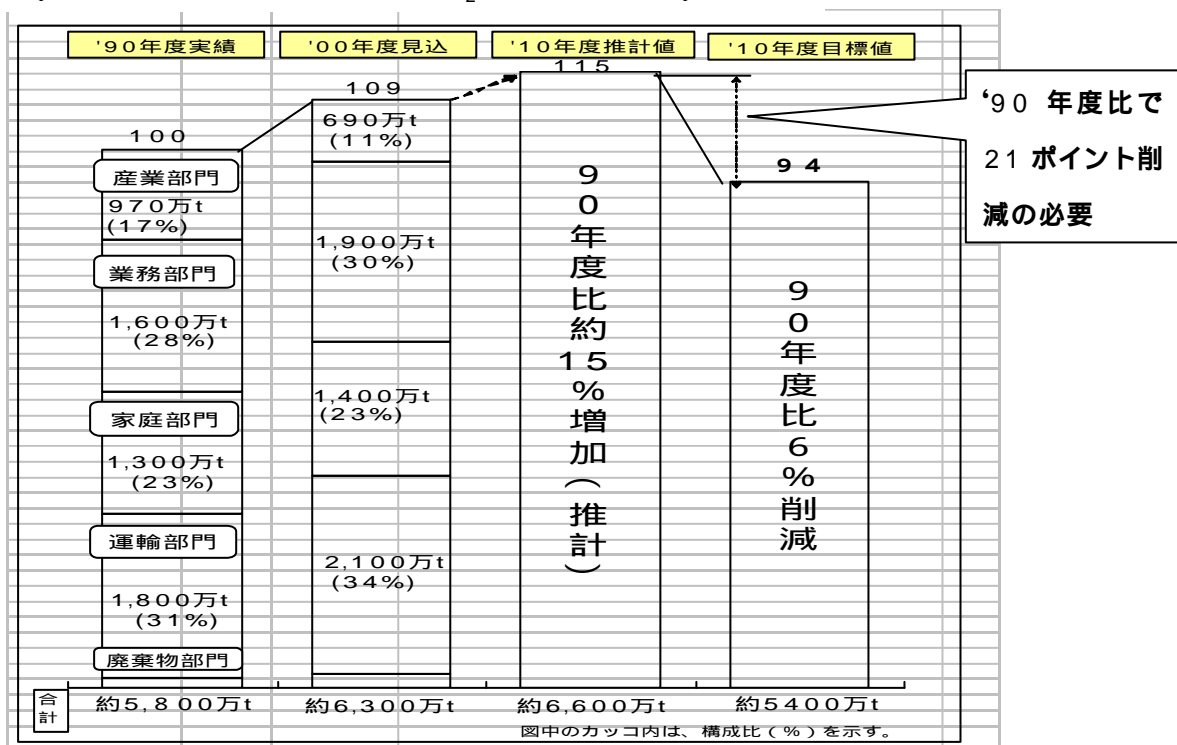 '90年度実績
'00年度見込
'10年度推計値
'10年度目標値
100
109
115
94
産業部門
970万t
(17%)
業務部門
1,600万t
(28%)
家庭部門
1,300万t
(23%)
運輸部門
1,800万t
(31%)
廃棄物部門
690万t
(11%)
1,900万t
(30%)
1,400万t
(23%)
2,100万t
(34%)
90年度比約15%増加(推計)
90年度比6%削減
‘90 年度比で
21 ポイント削
減の必要
合計
約5,800万t
約6,300万t
約6,600万t
約5400万t
図中のカッコ内は、構成比(%)を示す。